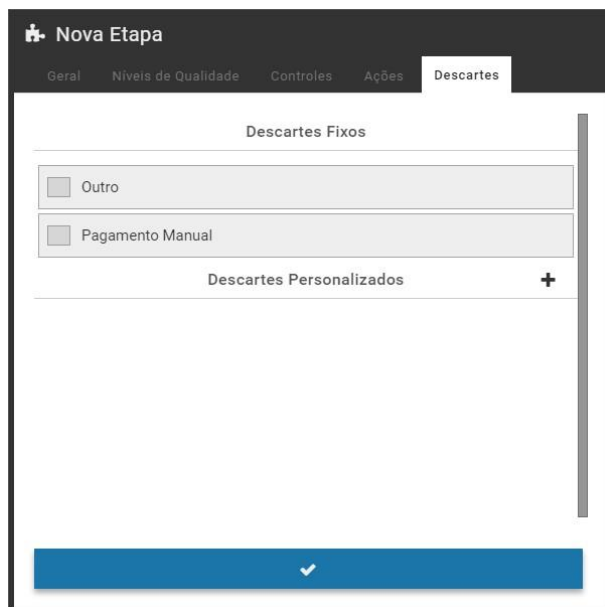 Nova Etapa
Geral Níveis de Qualidade Controles Ações Descartes
Descartes Fixos
Outro
Pagamento Manual
Descartes Personalizados